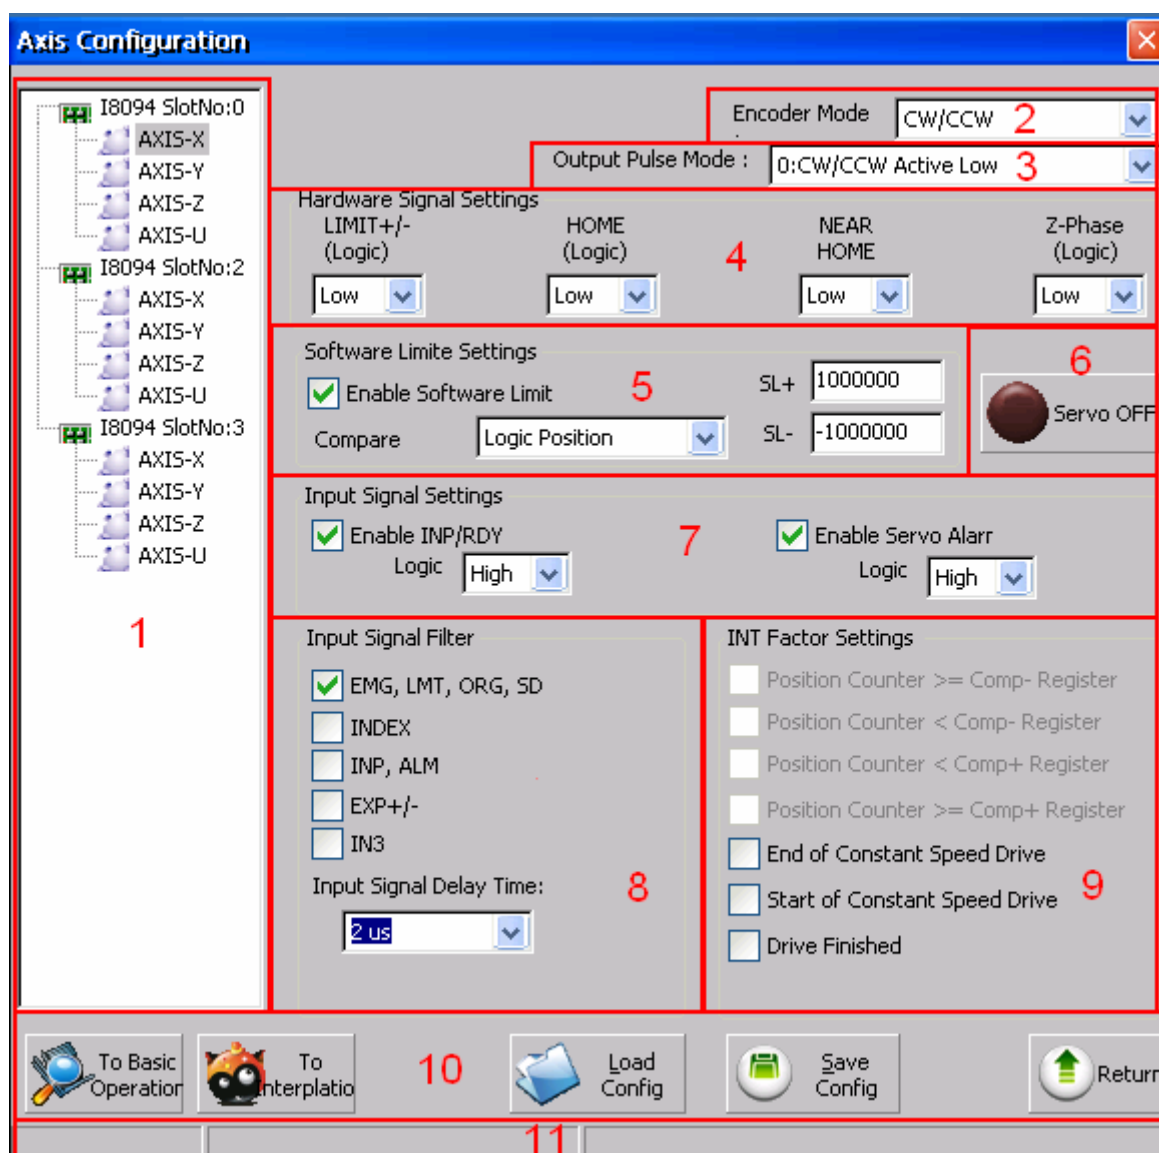 Axis Configuration
I8094 SlotNo:0
AXIS-X
AXIS-Y
AXIS-Z
AXIS-U
I8094 SlotNo:2
AXIS-X
AXIS-Y
AXIS-Z
AXIS-U
I8094 SlotNo:3
AXIS-X
AXIS-Y
AXIS-Z
AXIS-U
1
Encoder Mode CW/CCW 2
Output Pulse Mode : 0:CW/CCW Active Low 3
Hardware Signal Settings
LIMIT+/- HOME NEAR Z-Phase
(Logic) (Logic) 4 HOME (Logic)
Low Low Low Low
Software Limite Settings
Enable Software Limit 5 SL+ 1000000
Compare Logic Position SL- -1000000
6
Servo OFF
Input Signal Settings
Enable INP/RDY 7 Enable Servo Alarr
Logic High Logic High
Input Signal Filter
EMG, LMT, ORG, SD
INDEX
INP, ALM
EXP+/-
IN3
Input Signal Delay Time: 8
2 us
INT Factor Settings
Position Counter >= Comp- Register
Position Counter < Comp- Register
Position Counter < Comp+ Register
Position Counter >= Comp+ Register
End of Constant Speed Drive
Start of Constant Speed Drive 9
Drive Finished
To Basic
Operation
To
Interplatio
10
Load
Config
Save
Config
Return
11